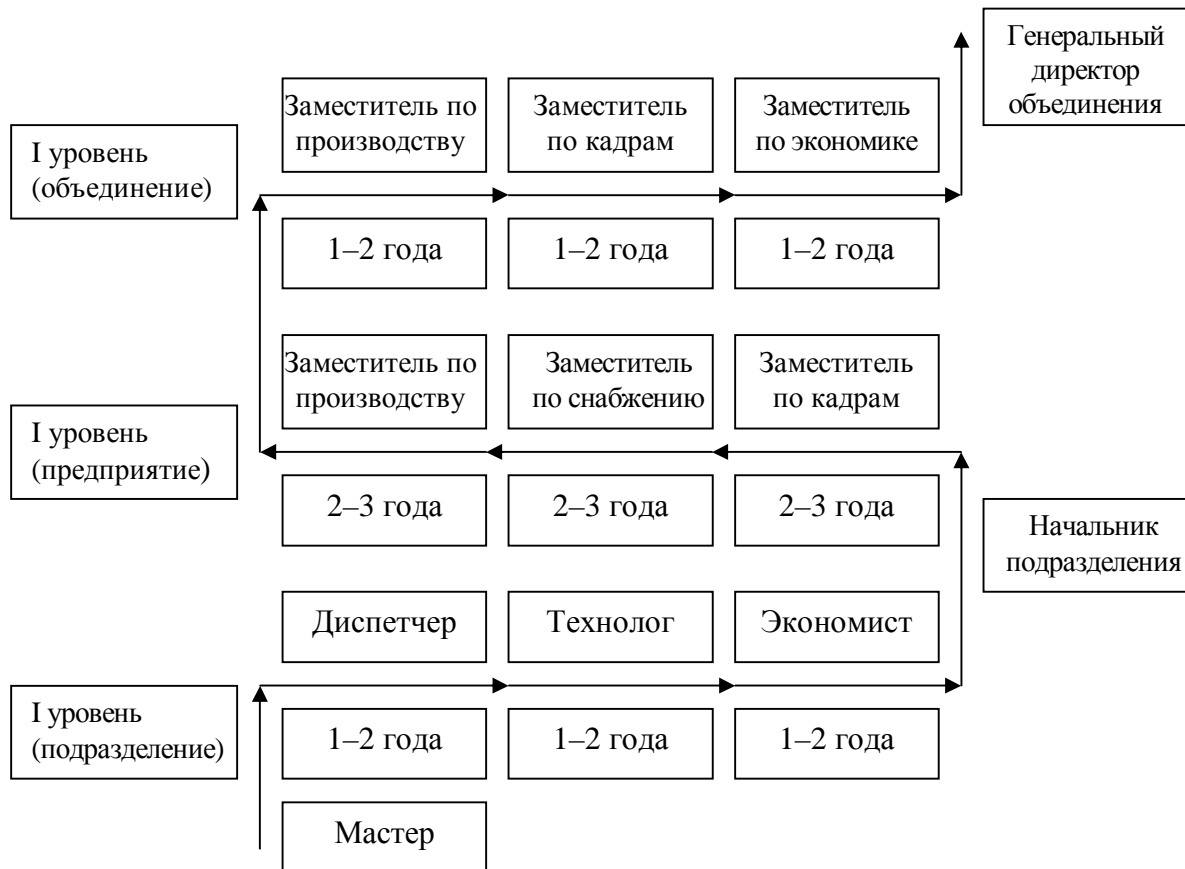 Генеральный
директор
объединения
Заместитель по
производству
Заместитель
по кадрам
Заместитель
по экономике
I уровень
(объединение)
1–2 года
1–2 года
1–2 года
Заместитель по
производству
Заместитель
по снабжению
Заместитель
по кадрам
I уровень
(предприятие)
2–3 года
2–3 года
2–3 года
Начальник
подразделения
Диспетчер
Технолог
Экономист
I уровень
(подразделение)
1–2 года
1–2 года
1–2 года
Мастер